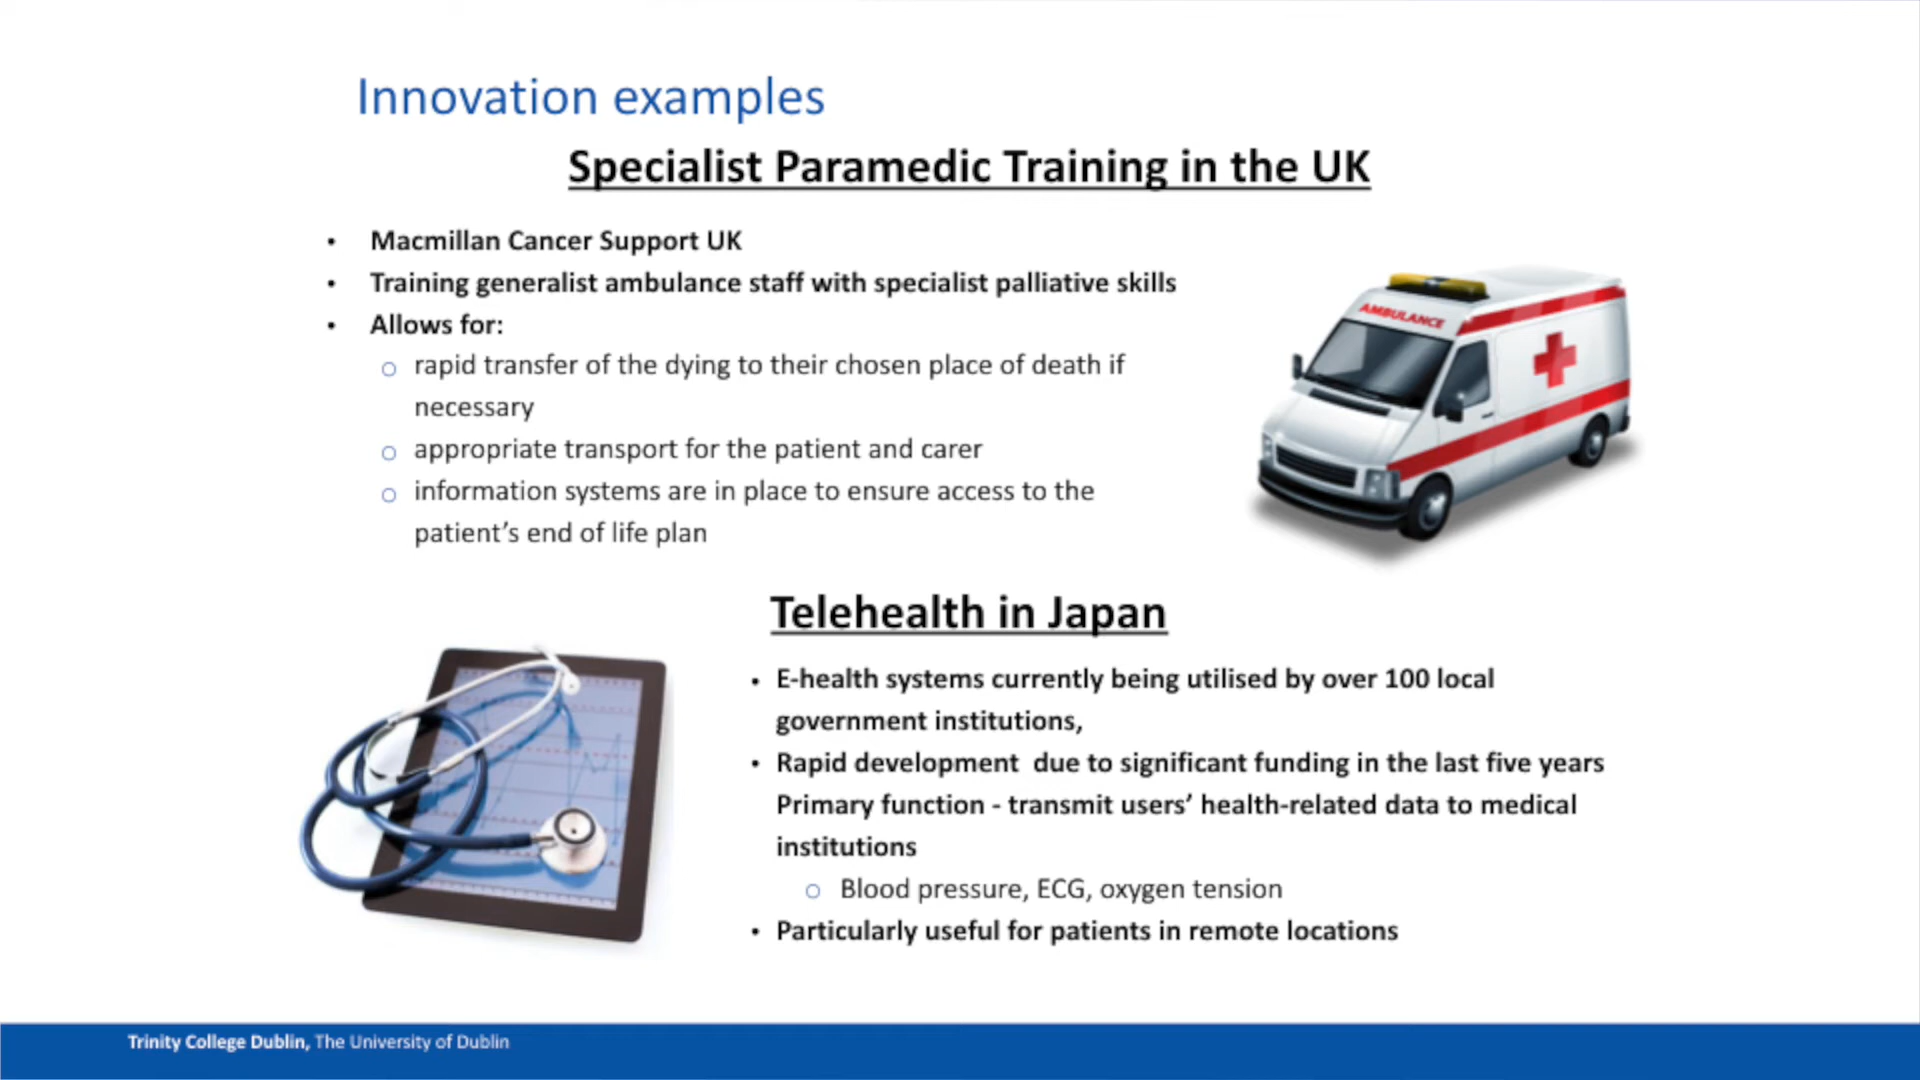 Innovation examples
Specialist Paramedic Training in the UK
• Macmillan Cancer Support UK
• Training generalist ambulance staff with specialist palliative skills
• Allows for:
o rapid transfer of the dying to their chosen place of death if
necessary
o appropriate transport for the patient and carer
o information systems are in place to ensure access to the
patient’s end of life plan
AMBULANCE
Telehealth in Japan
• E-health systems currently being utilised by over 100 local
government institutions,
• Rapid development  due to significant funding in the last five years
Primary function - transmit users’ health-related data to medical
institutions
o Blood pressure, ECG, oxygen tension
• Particularly useful for patients in remote locations
Trinity College Dublin, The University of Dublin